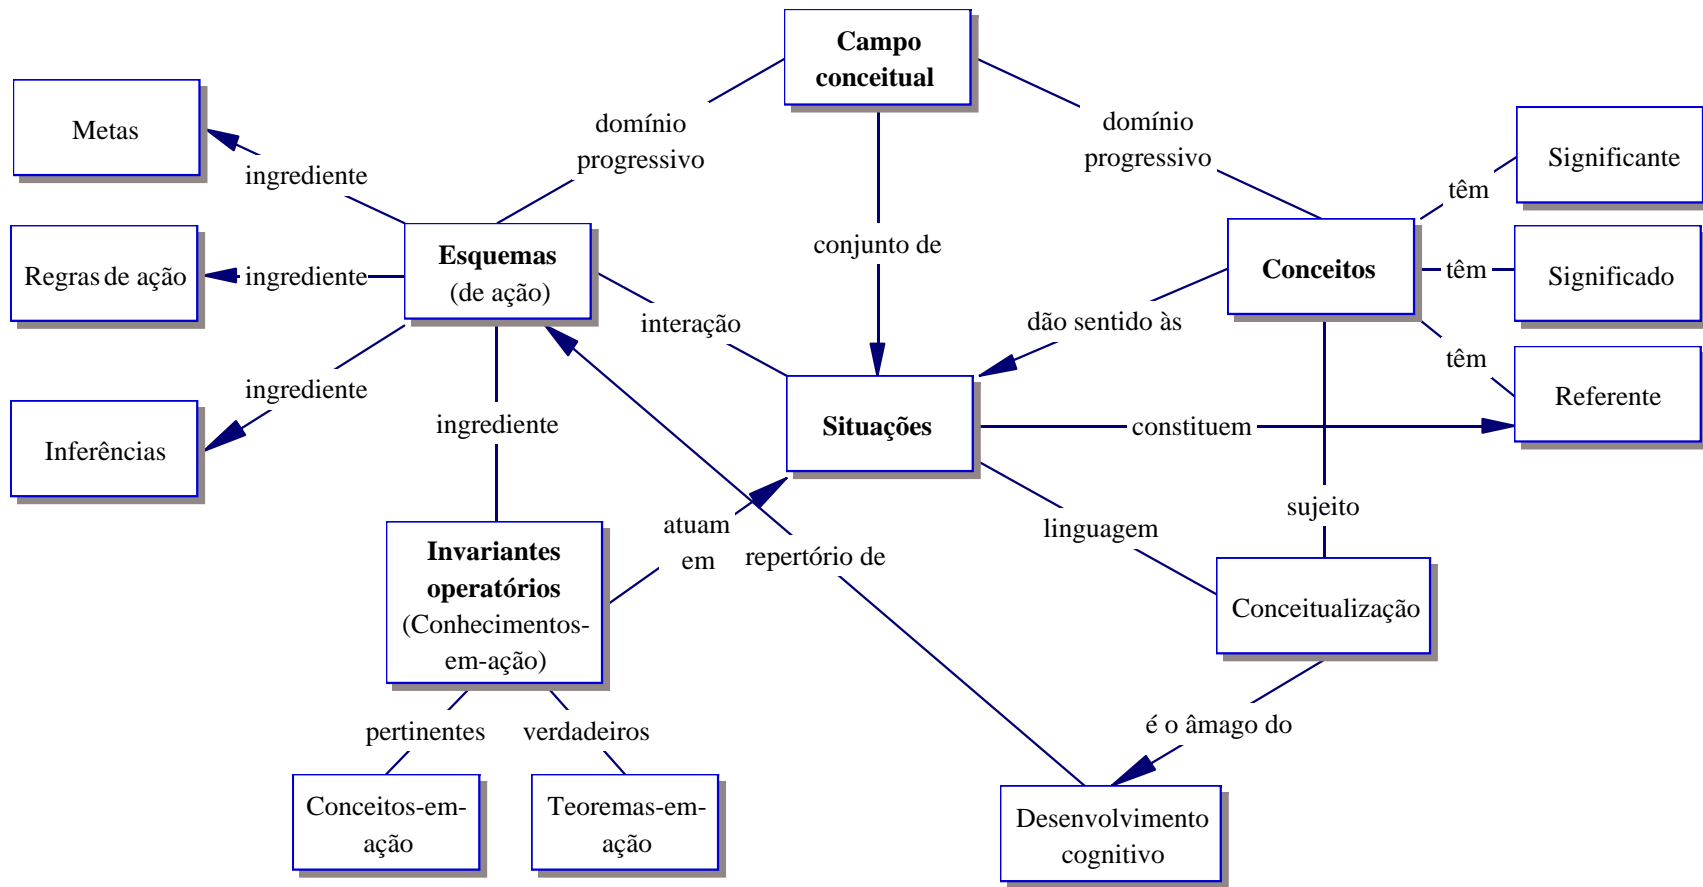 Campo
conceitual
Metas
domínio
progressivo
domínio
progressivo
Significante
ingrediente
têm
Esquemas
(de ação)
conjunto de
Conceitos
Regras de ação
ingrediente
têm
Significado
interação
dão sentido às
têm
ingrediente
Referente
ingrediente
Situações
constituem
Inferências
sujeito
atuam
em
linguagem
Invariantes
operatórios
(Conhecimentos-
em-ação)
repertório de
Conceitualização
pertinentes
verdadeiros
é o âmago do
Conceitos-em-
ação
Teoremas-em-
ação
Desenvolvimento
cognitivo